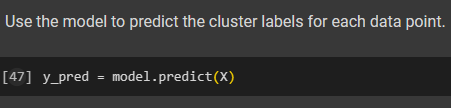 Use the model to predict the cluster labels for each data point.
[47] y_pred = model.predict(X)